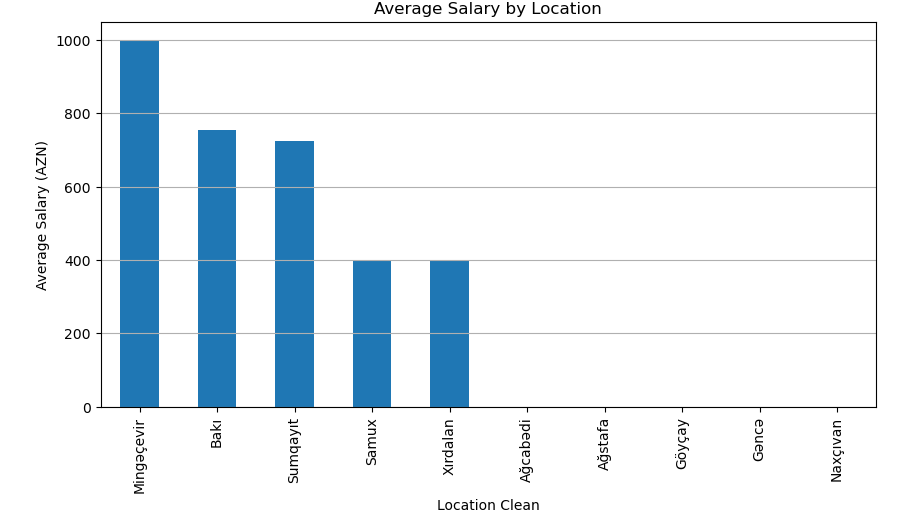 Average Salary by Location
Average Salary (AZN)
1000
800
600
400
200
0
Mingəçevir
Bakı
Sumqayıt
Samux
Xırdalan
Ağcabədi
Ağstafa
Göyçay
Gəncə
Naxçıvan
Location Clean